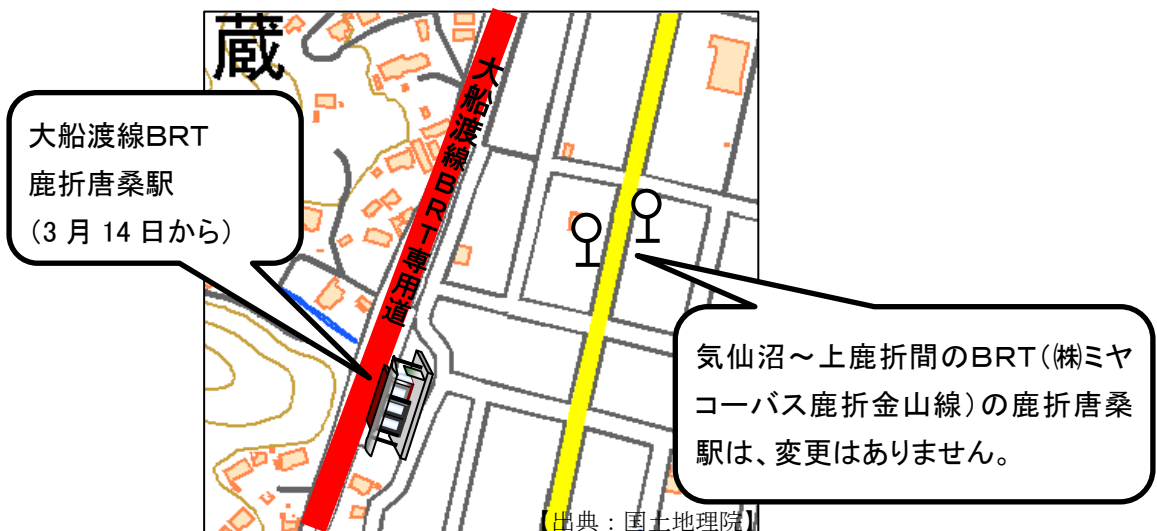 蔵
大船渡線BRT
鹿折唐桑駅
（3月14日から）
大船渡線BRT専用道
気仙沼～上鹿折間のBRT（㈱ミヤ
コーバス鹿折金山線）の鹿折唐桑
駅は、変更はありません。
【出典：国土地理院】